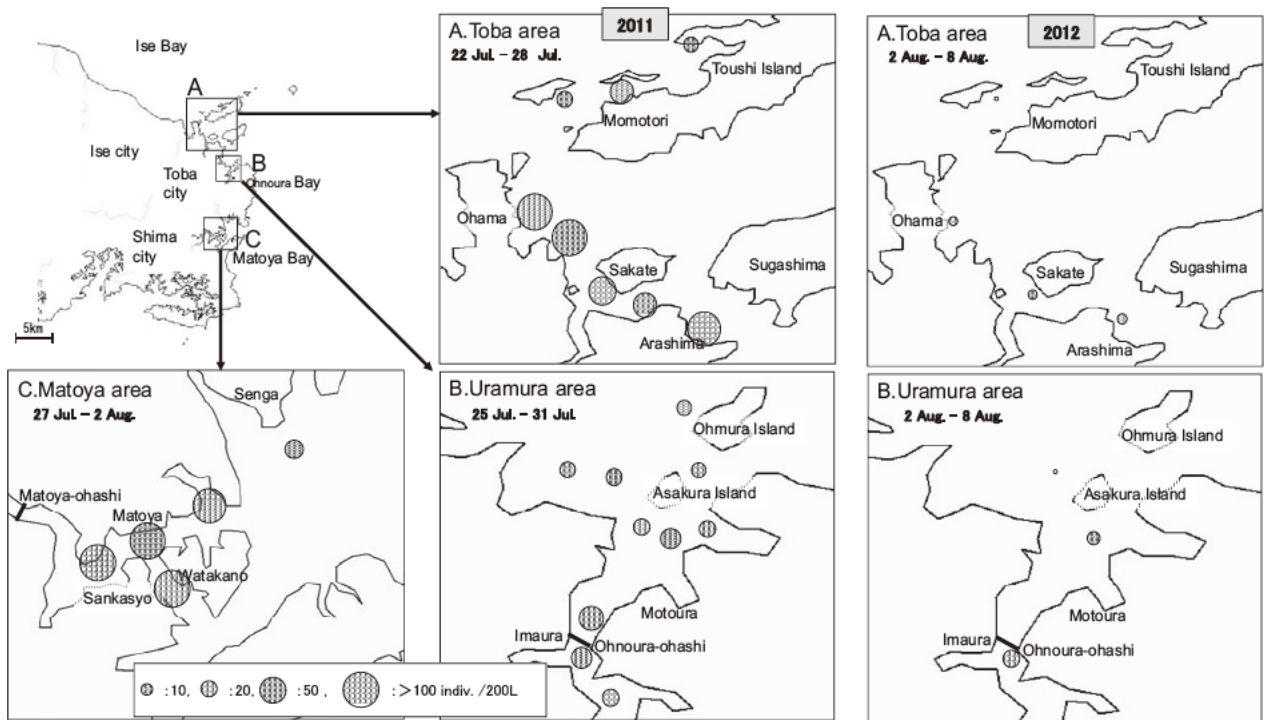 Ise Bay
A
Ise city
B
Toba
city
Ohnoura Bay
Shima
city
C
Matoya Bay
5km
A.Toba area
2011
22 Jul. - 28 Jul.
Toushi Island
Momotori
Ohama
Sakate
Sugashima
Arashima
A.Toba area
2012
2 Aug. - 8 Aug.
Toushi Island
Momotori
Ohama
Sakate
Sugashima
Arashima
C.Matoya area
27 Jul. - 2 Aug.
Senga
Matoya-ohashi
Matoya
Watakano
Sankasyo
B.Uramura area
25 Jul. - 31 Jul.
Ohmura Island
Asakura Island
Motoura
Imaura
Ohnoura-ohashi
B.Uramura area
2 Aug. - 8 Aug.
Ohmura Island
Asakura Island
Motoura
Imaura
Ohnoura-ohashi
:10, :20, :50 , :>100 indiv. /200L